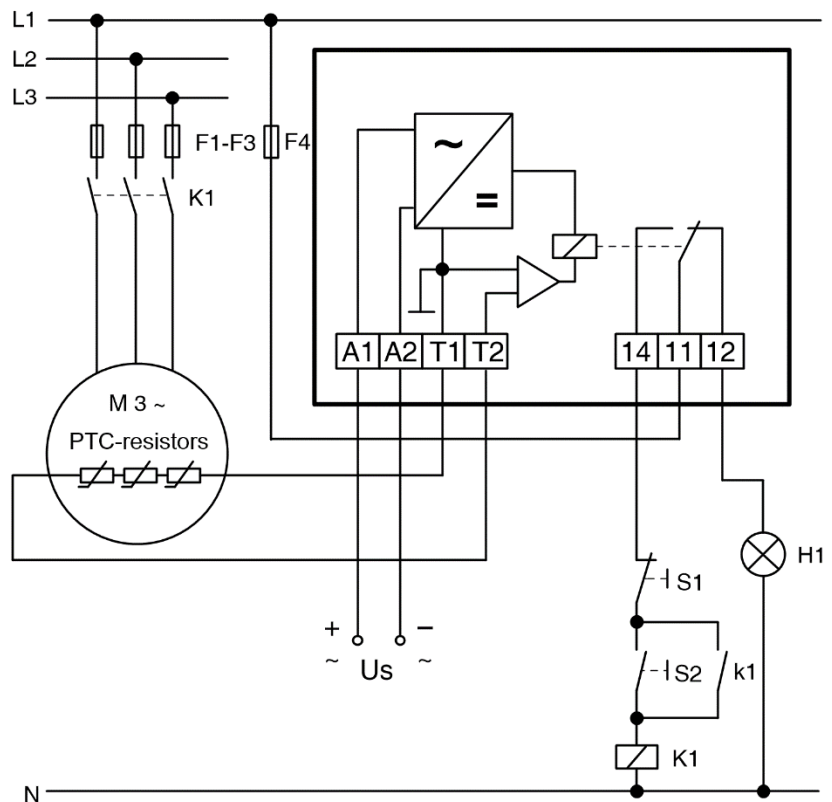 L1
L2
L3
F1-F3
F4
K1
~
=
A1
A2
T1
T2
14
11
12
M 3 ~
PTC-resistors
H1
S1
+
−
~
Us
~
S2
k1
K1
N